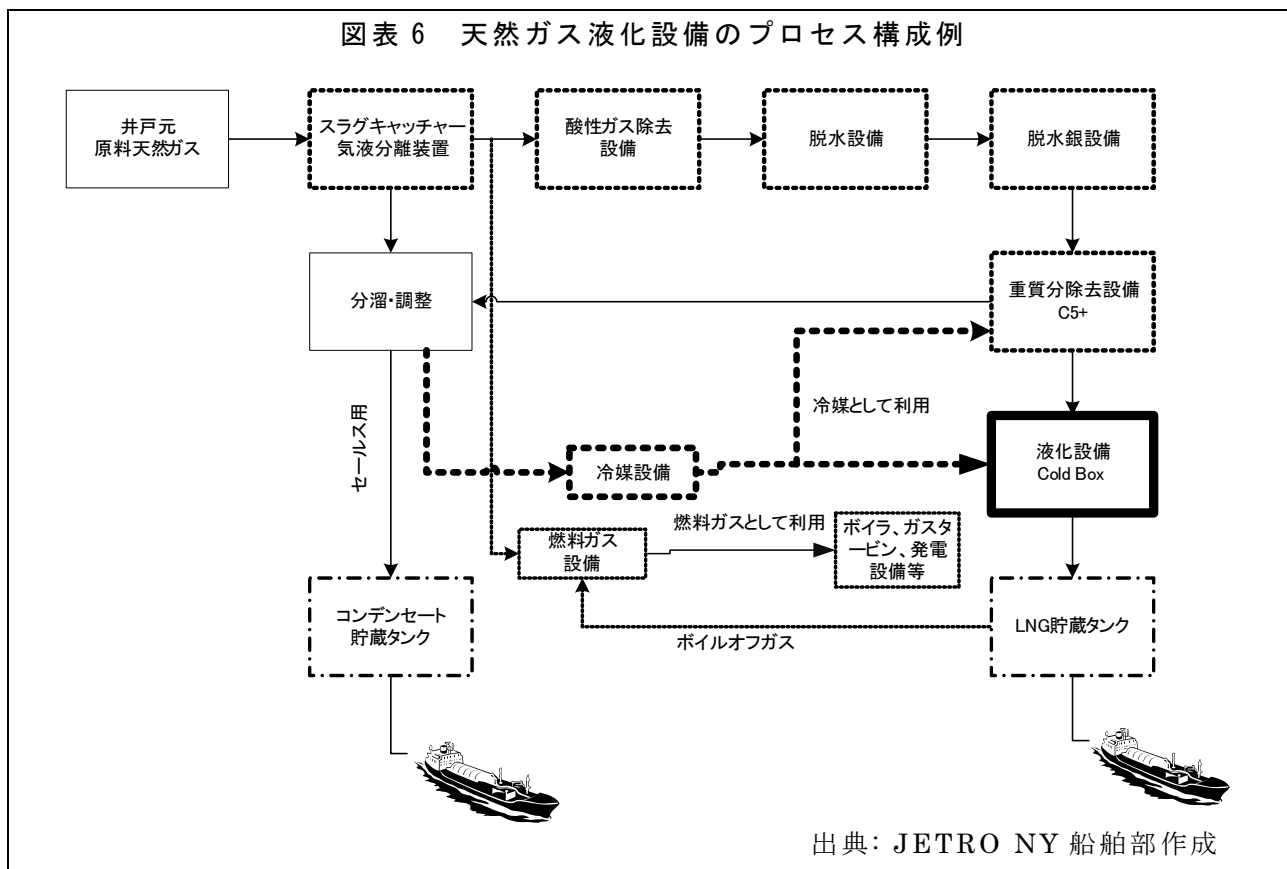 図表 6 天然ガス液化設備のプロセス構成例
井戸元
原料天然ガス
スラグキャッチャー
気液分離装置
酸性ガス除去
設備
脱水設備
脱水銀設備
分溜・調整
重質分除去設備
C5+
冷媒として利用
セールス用
冷媒設備
液化設備
Cold Box
燃料ガス
設備
燃料ガスとして利用
ボイラ、ガスタ
ービン、発電
設備等
コンデンセート
貯蔵タンク
ボイルオフガス
LNG貯蔵タンク
出典: JETRO NY 船舶部作成